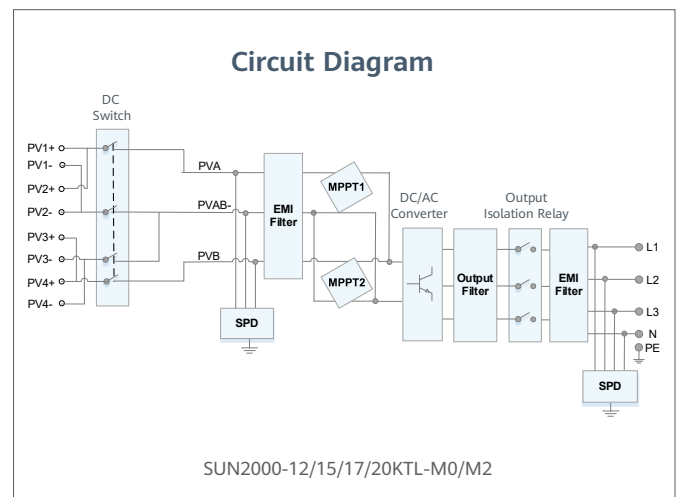 Circuit Diagram
DC
Switch
PV1+
PV1-
PV2+
PV2-
PV3+
PV3-
PV4+
PV4-
PVA
PVAB-
PVB
EMI
Filter
SPD
MPPT1
MPPT2
DC/AC
Converter
Output
Filter
Output
Isolation Relay
EMI
Filter
L1
L2
L3
N
PE
SPD
SUN2000-12/15/17/20KTL-M0/M2